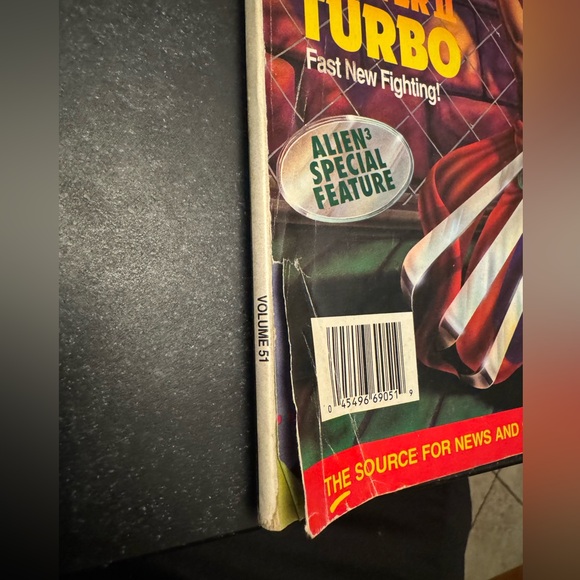 TURBO
Fast New Fighting!
ALIEN³
SPECIAL
FEATURE
VOLUME 51
0 45496 69051 9
THE SOURCE FOR NEWS AND